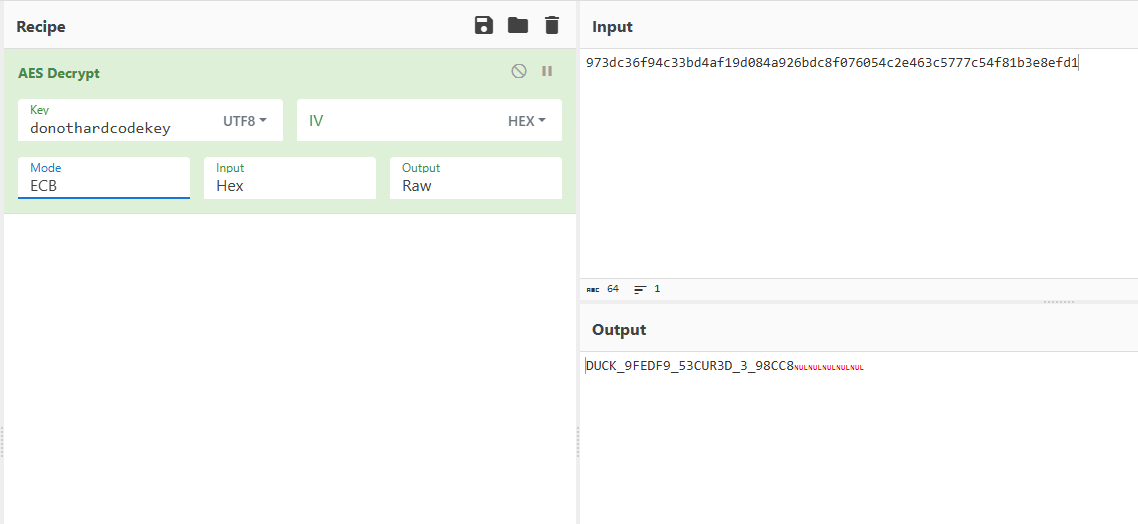 Recipe
AES Decrypt
Key
donothardcodekey
UTF8
IV
HEX
Mode
ECB
Input
Hex
Output
Raw
Input
973dc36f94c33bd4af19d084a926bdc8f076054c2e463c5777c54f81b3e8efd1
ABC 64 1
Output
DUCK_9FEDF9_53CUR3D_3_98CC8NULNULNULNULNUL